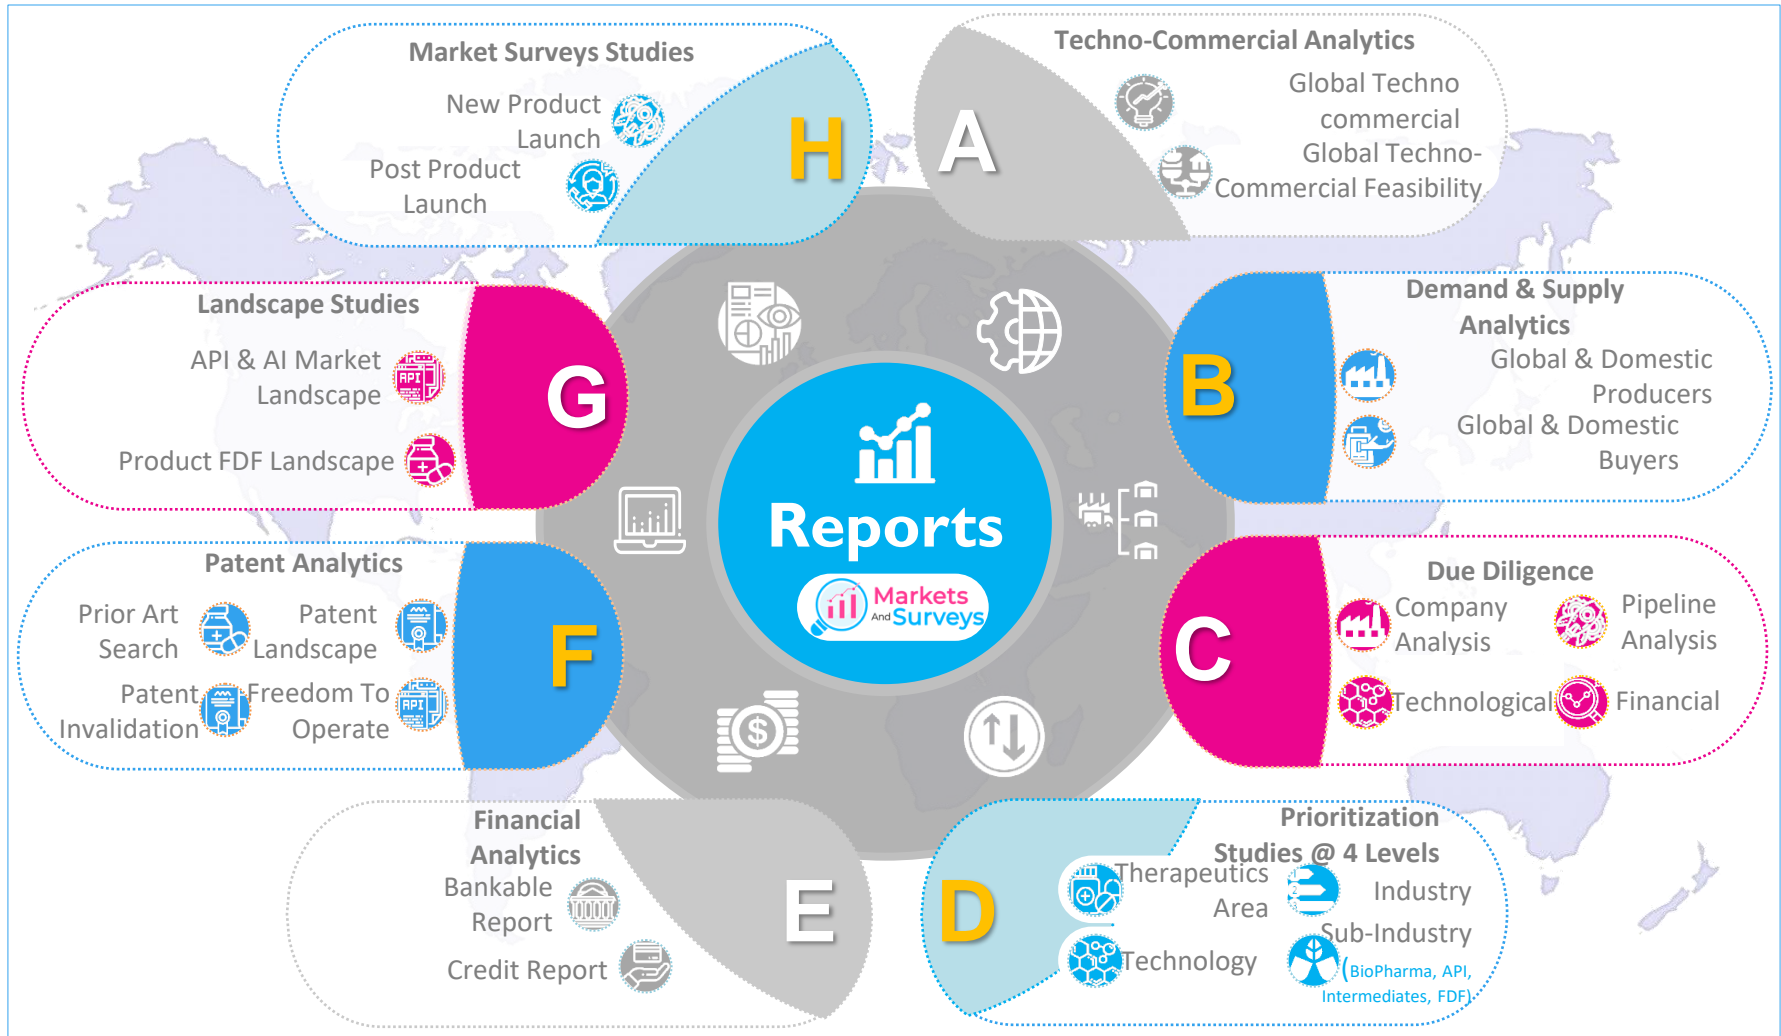 Market Surveys Studies
New Product
Launch
Post Product
Launch
H
A
Techno-Commercial Analytics
Global Techno
commercial
Global Techno-
Commercial Feasibility
Landscape Studies
API & AI Market
Landscape
API
Product FDF Landscape
G
B
Demand & Supply
Analytics
Global & Domestic
Producers
Global & Domestic
Buyers
Reports
Markets
And Surveys
Patent Analytics
Prior Art
Search
Patent
Landscape
Patent
Invalidation
Freedom To
Operate
API
F
C
Due Diligence
Company
Analysis
Pipeline
Analysis
Technological
Financial
$
Financial
Analytics
Bankable
Report
Credit Report
E
D
Prioritization
Studies @ 4 Levels
Therapeutics
Area
1
2
Industry
Technology
Sub-Industry
(BioPharma, API,
Intermediates, FDF)